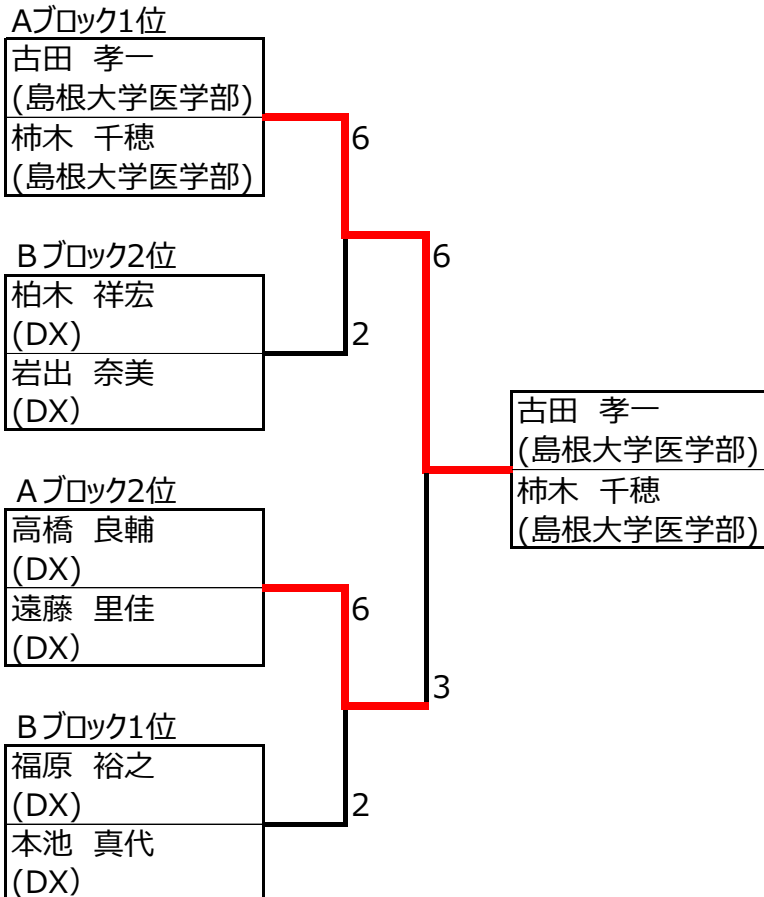 Aブロック1位
古田 孝一
(島根大学医学部)
柿木 千穂
(島根大学医学部)
6
Bブロック2位
柏木 祥宏
(DX)
岩出 奈美
(DX)
2
6
古田 孝一
(島根大学医学部)
柿木 千穂
(島根大学医学部)
Aブロック2位
高橋 良輔
(DX)
遠藤 里佳
(DX)
6
3
Bブロック1位
福原 裕之
(DX)
本池 真代
(DX)
2